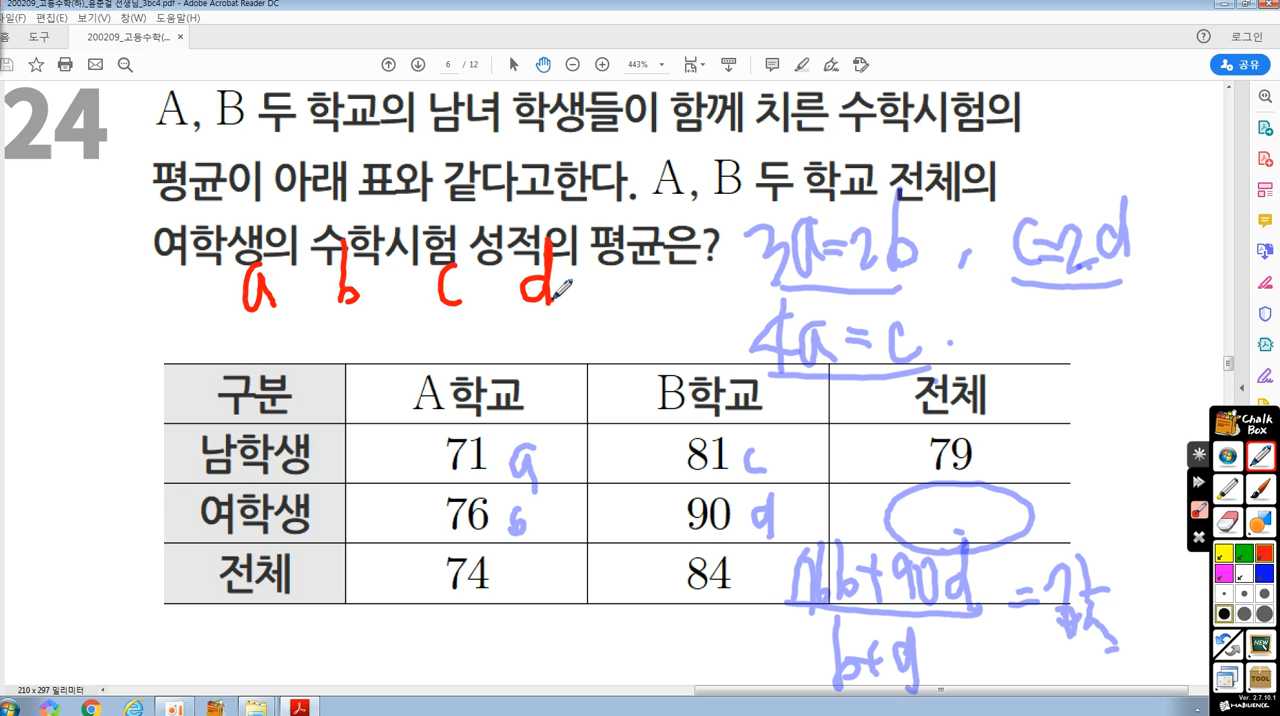 200209_고등수학(하)_윤준걸 선생님_3bc4.pdf - Adobe Acrobat Reader DC
파일(F) 편집(E) 보기(V) 창(W) 도움말(H)
홈 도구 200209_고등수학(... × 로그인
6 / 12 443% 공유
24 A, B 두 학교의 남녀 학생들이 함께 치른 수학시험의
평균이 아래 표와 같다고한다. A, B 두 학교 전체의
여학생의 수학시험 성적의 평균은?
3a=2b , c=2d
a b c d
4a=c .
구분 A학교 B학교 전체
남학생 71 a 81 c 79
여학생 76 b 90 d
전체 74 84
76b+90d
b+d
=
Chalk Box
NEW
TOOL
Ver. 2.7.10.1
HABILIENCE
210 x 297 밀리미터